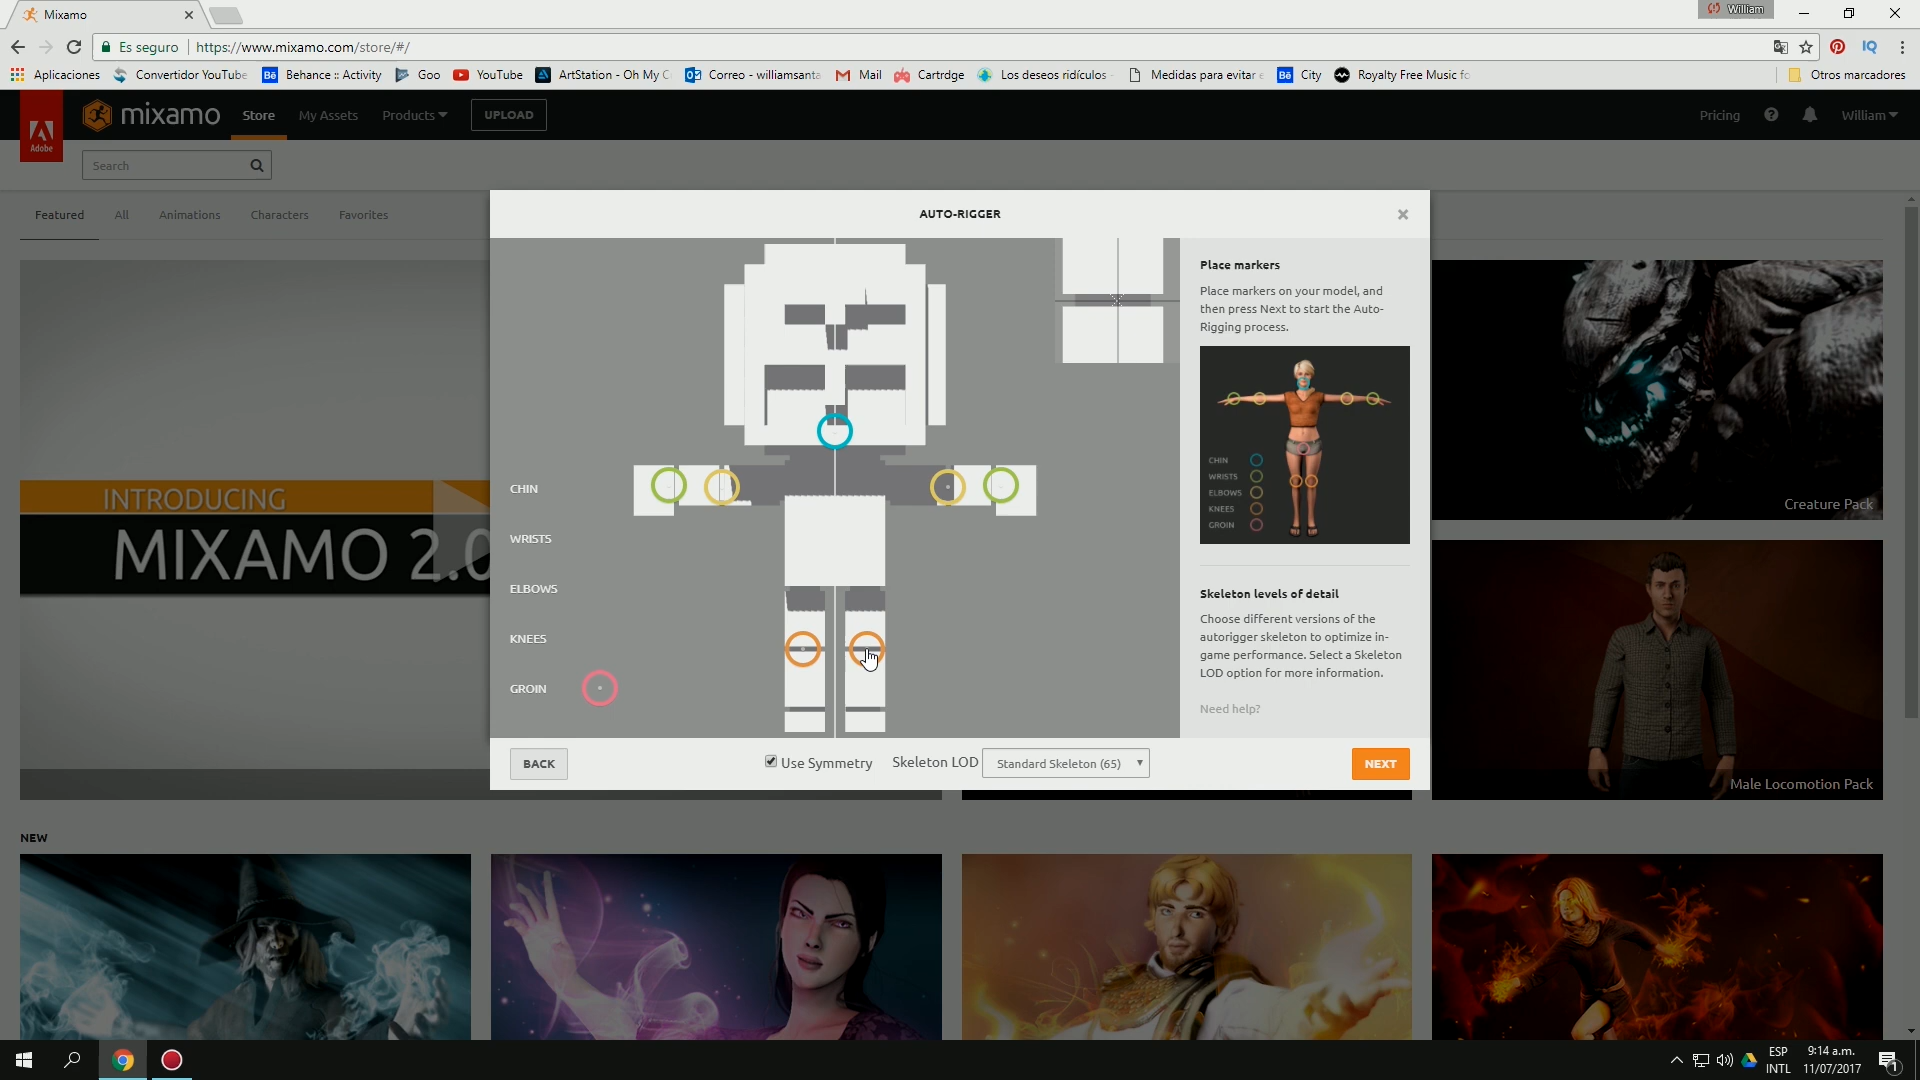 Mixamo
William
Es seguro
https://www.mixamo.com/store/#/
Aplicaciones
Convertidor YouTube
Behance :: Activity
Goo
YouTube
ArtStation - Oh My
Correo - williamsanta
Mail
Cartrdge
Los deseos ridículos
Medidas para evitar
City
Royalty Free Music fo
Otros marcadores
Adobe
mixamo
Store
My Assets
Products
UPLOAD
Pricing
William
Search
Featured
All
Animations
Characters
Favorites
AUTO-RIGGER
Place markers
Place markers on your model, and
then press Next to start the Auto-
Rigging process.
CHIN
WRISTS
ELBOWS
KNEES
GROIN
CHIN
WRISTS
ELBOWS
KNEES
GROIN
Skeleton levels of detail
Choose different versions of the
autorigger skeleton to optimize in-
game performance. Select a Skeleton
LOD option for more information.
Need help?
BACK
Use Symmetry
Skeleton LOD
Standard Skeleton (65)
NEXT
INTRODUCING
MIXAMO 2.0
Creature Pack
Male Locomotion Pack
NEW
ESP
INTL
9:14 a.m.
11/07/2017
1